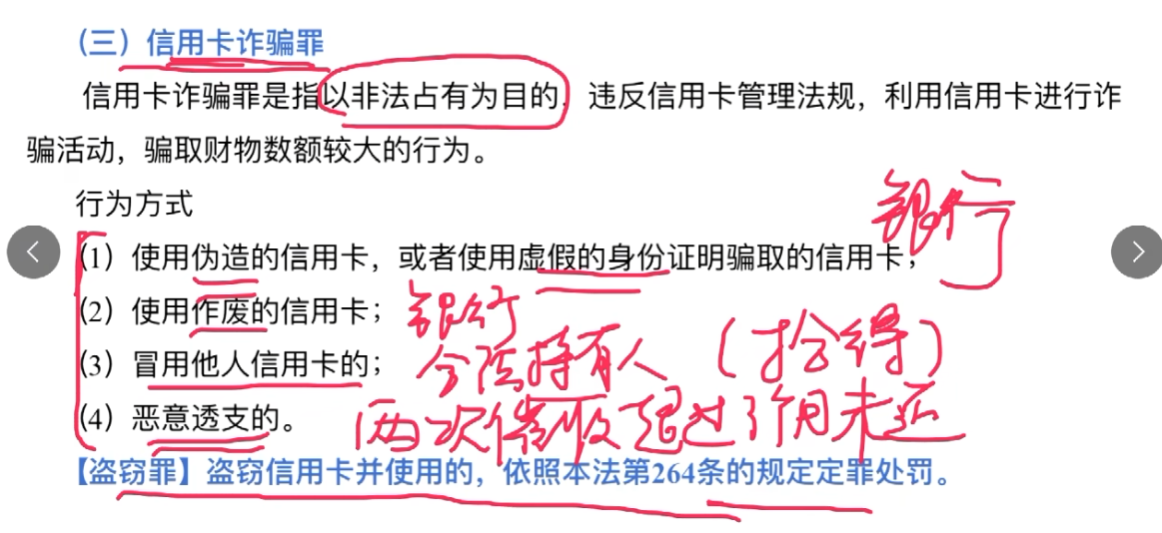 （三）信用卡诈骗罪
信用卡诈骗罪是指以非法占有为目的，违反信用卡管理法规，利用信用卡进行诈
骗活动，骗取财物数额较大的行为。
行为方式
银行
（1）使用伪造的信用卡，或者使用虚假的身份证明骗取的信用卡；
（2）使用作废的信用卡；银行
（3）冒用他人信用卡的；合法持有人（拾得）
（4）恶意透支的。两次催收超过3个月未还
【盗窃罪】盗窃信用卡并使用的，依照本法第264条的规定定罪处罚。